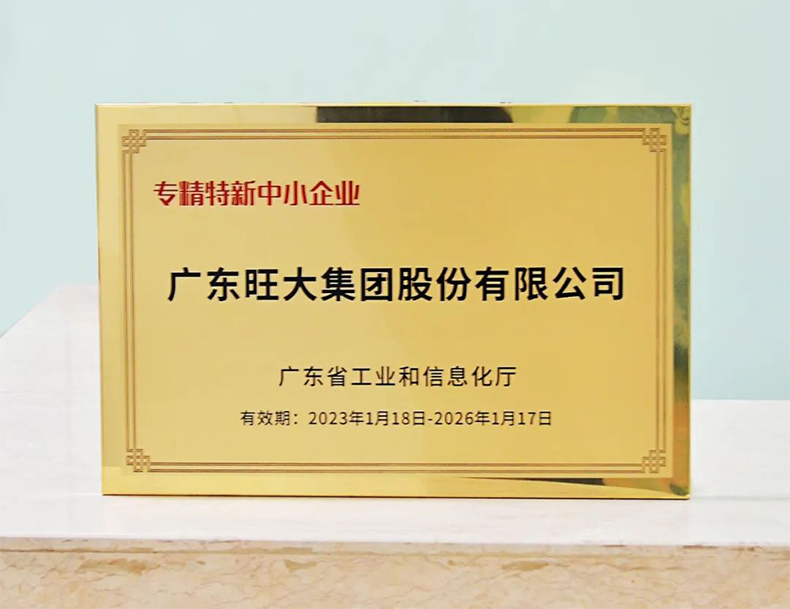 专精特新中小企业
广东旺大集团股份有限公司
广东省工业和信息化厅
有效期：2023年1月18日-2026年1月17日